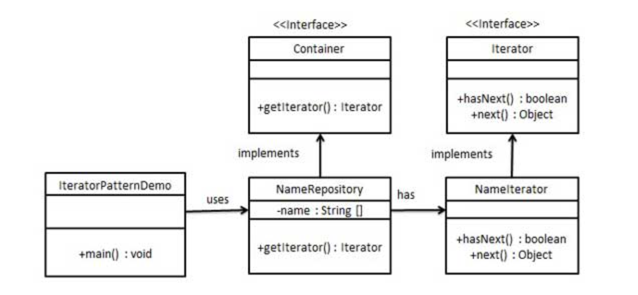 <<Interface>>
Container
+getIterator() : Iterator
<<Interface>>
Iterator
+hasNext() : boolean
+next() : Object
implements
implements
IteratorPatternDemo
+main() : void
uses
NameRepository
-name : String []
+getIterator() : Iterator
has
NameIterator
+hasNext() : boolean
+next() : Object